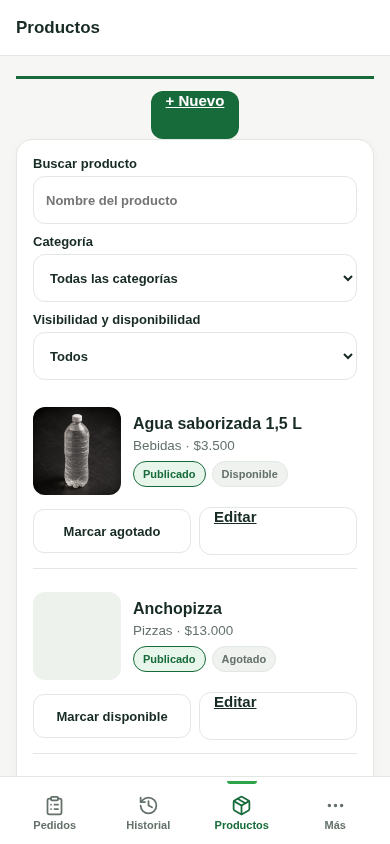 Productos
+ Nuevo
Buscar producto
Nombre del producto
Categoría
Todas las categorías
Visibilidad y disponibilidad
Todos
Agua saborizada 1,5 L
Bebidas · $3.500
Publicado Disponible
Marcar agotado Editar
Anchopizza
Pizzas · $13.000
Publicado Agotado
Marcar disponible Editar
Pedidos Historial Productos Más